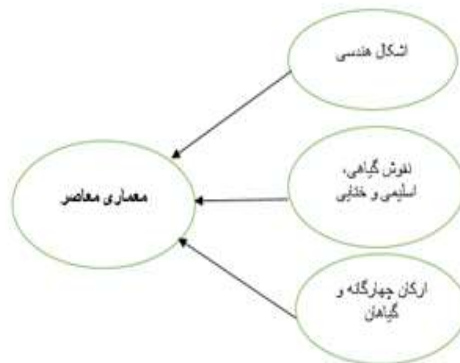 اشکال هندسی
نقوش گیاهی،
اسلیمی و ختایی
معماری معاصر
ارکان چهارگانه و
گیاهان